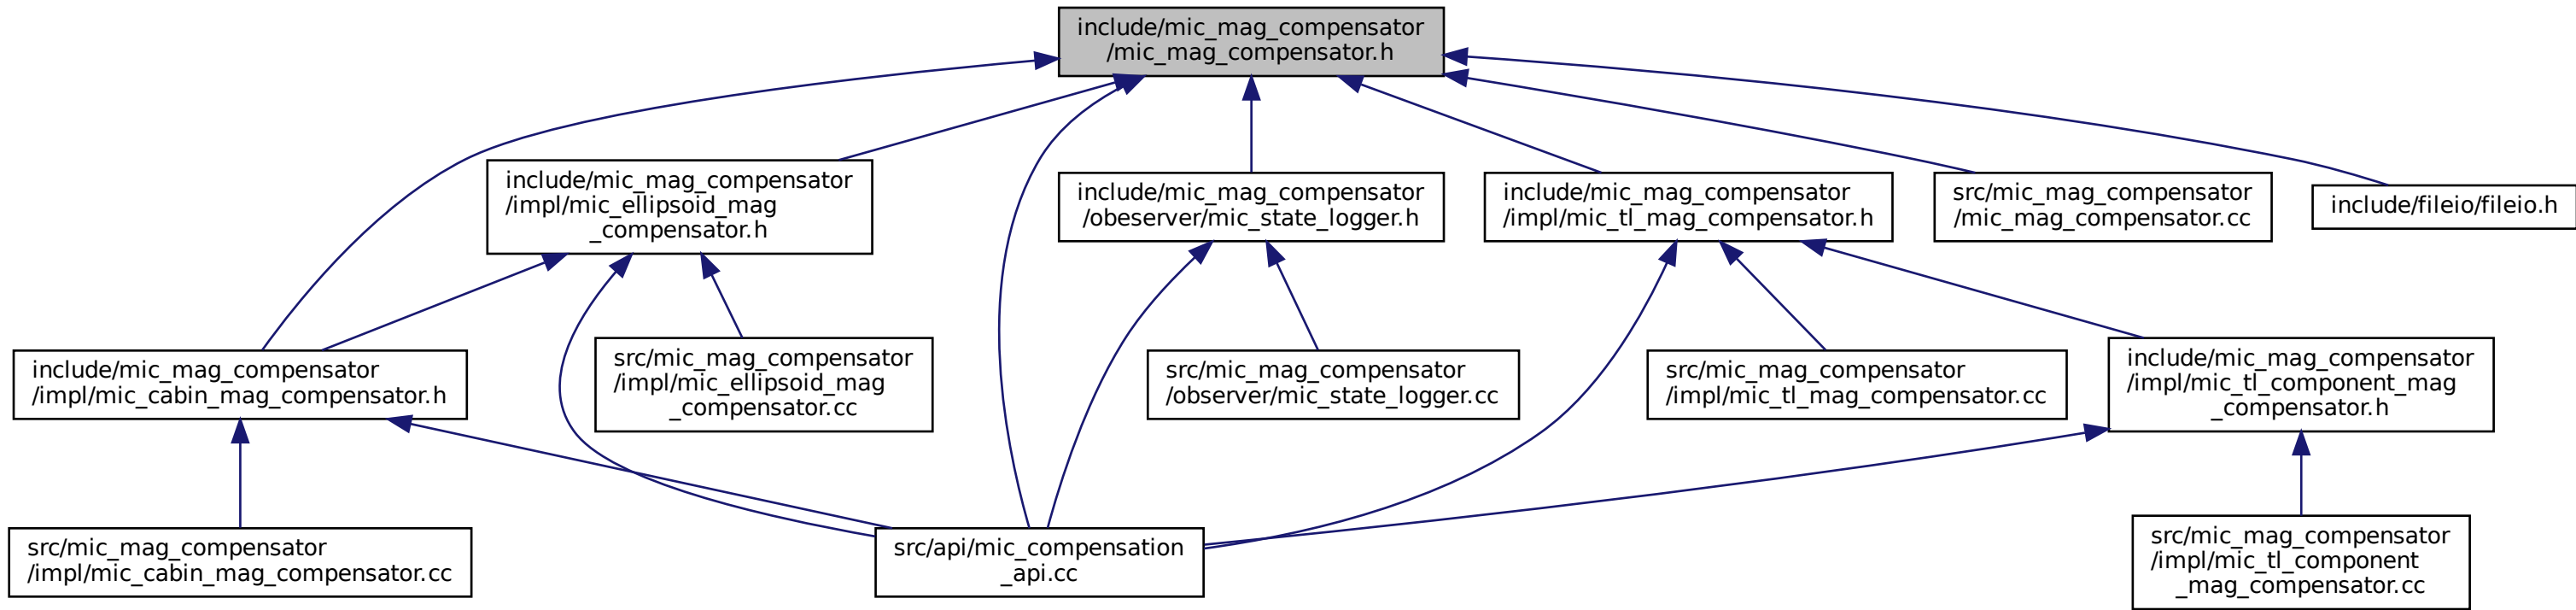 include/mic_mag_compensator
/mic_mag_compensator.h
include/mic_mag_compensator
/impl/mic_ellipsoid_mag
_compensator.h
include/mic_mag_compensator
/obeserver/mic_state_logger.h
include/mic_mag_compensator
/impl/mic_tl_mag_compensator.h
src/mic_mag_compensator
/mic_mag_compensator.cc
include/fileio/fileio.h
include/mic_mag_compensator
/impl/mic_cabin_mag_compensator.h
src/mic_mag_compensator
/impl/mic_ellipsoid_mag
_compensator.cc
src/mic_mag_compensator
/observer/mic_state_logger.cc
src/mic_mag_compensator
/impl/mic_tl_mag_compensator.cc
include/mic_mag_compensator
/impl/mic_tl_component_mag
_compensator.h
src/mic_mag_compensator
/impl/mic_cabin_mag_compensator.cc
src/api/mic_compensation
_api.cc
src/mic_mag_compensator
/impl/mic_tl_component
_mag_compensator.cc